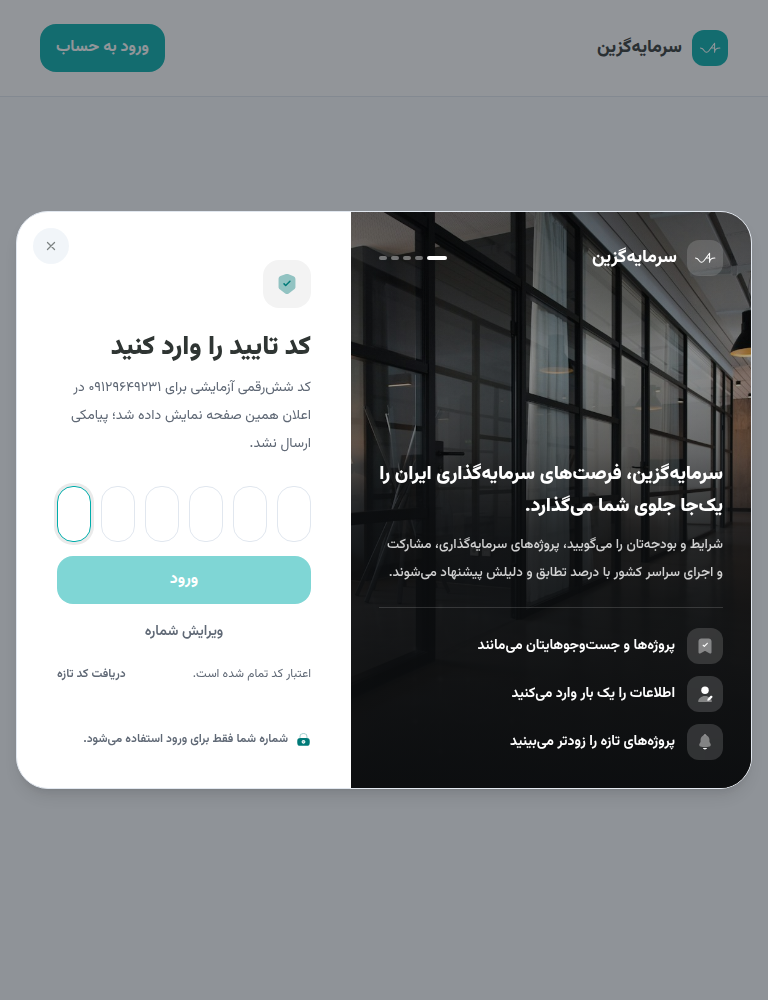 سرمایه‌گزین
ورود به حساب
سرمایه‌گزین
سرمایه‌گزین، فرصت‌های سرمایه‌گذاری ایران را
یک‌جا جلوی شما می‌گذارد.
شرایط و بودجه‌تان را می‌گویید، پروژه‌های سرمایه‌گذاری، مشارکت
و اجرای سراسر کشور با درصد تطابق و دلیلش پیشنهاد می‌شوند.
پروژه‌ها و جست‌وجوهایتان می‌مانند
اطلاعات را یک بار وارد می‌کنید
پروژه‌های تازه را زودتر می‌بینید
کد تایید را وارد کنید
کد شش‌رقمی آزمایشی برای ۰۹۱۲۹۶۴۹۲۳۱ در
اعلان همین صفحه نمایش داده شد؛ پیامکی
ارسال نشد.
ورود
ویرایش شماره
اعتبار کد تمام شده است.
دریافت کد تازه
شماره شما فقط برای ورود استفاده می‌شود.